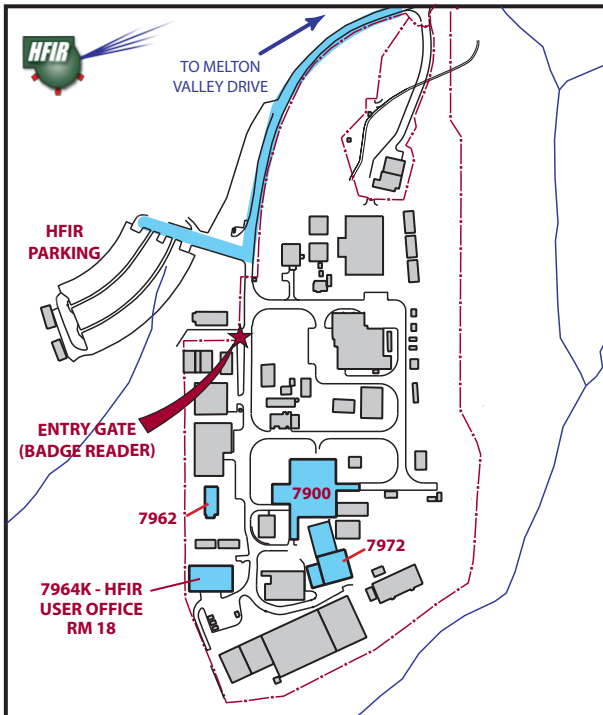 HFIR
TO MELTON
VALLEY DRIVE
HFIR
PARKING
ENTRY GATE
(BADGE READER)
7900
7962
7972
7964K - HFIR
USER OFFICE
RM 18